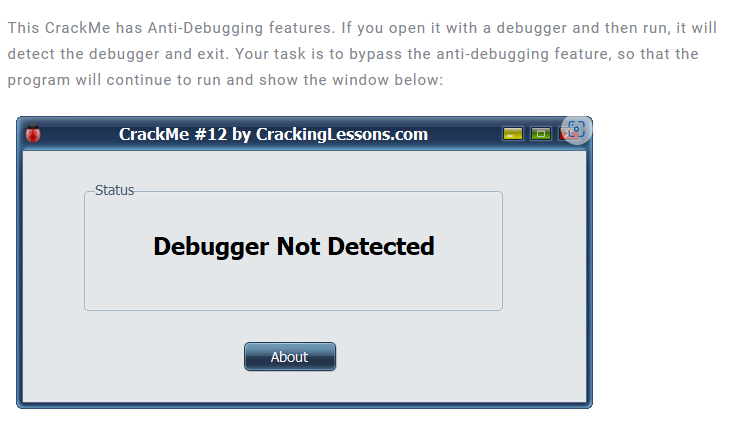 This CrackMe has Anti-Debugging features. If you open it with a debugger and then run, it will
detect the debugger and exit. Your task is to bypass the anti-debugging feature, so that the
program will continue to run and show the window below:
CrackMe #12 by CrackingLessons.com
Status
Debugger Not Detected
About